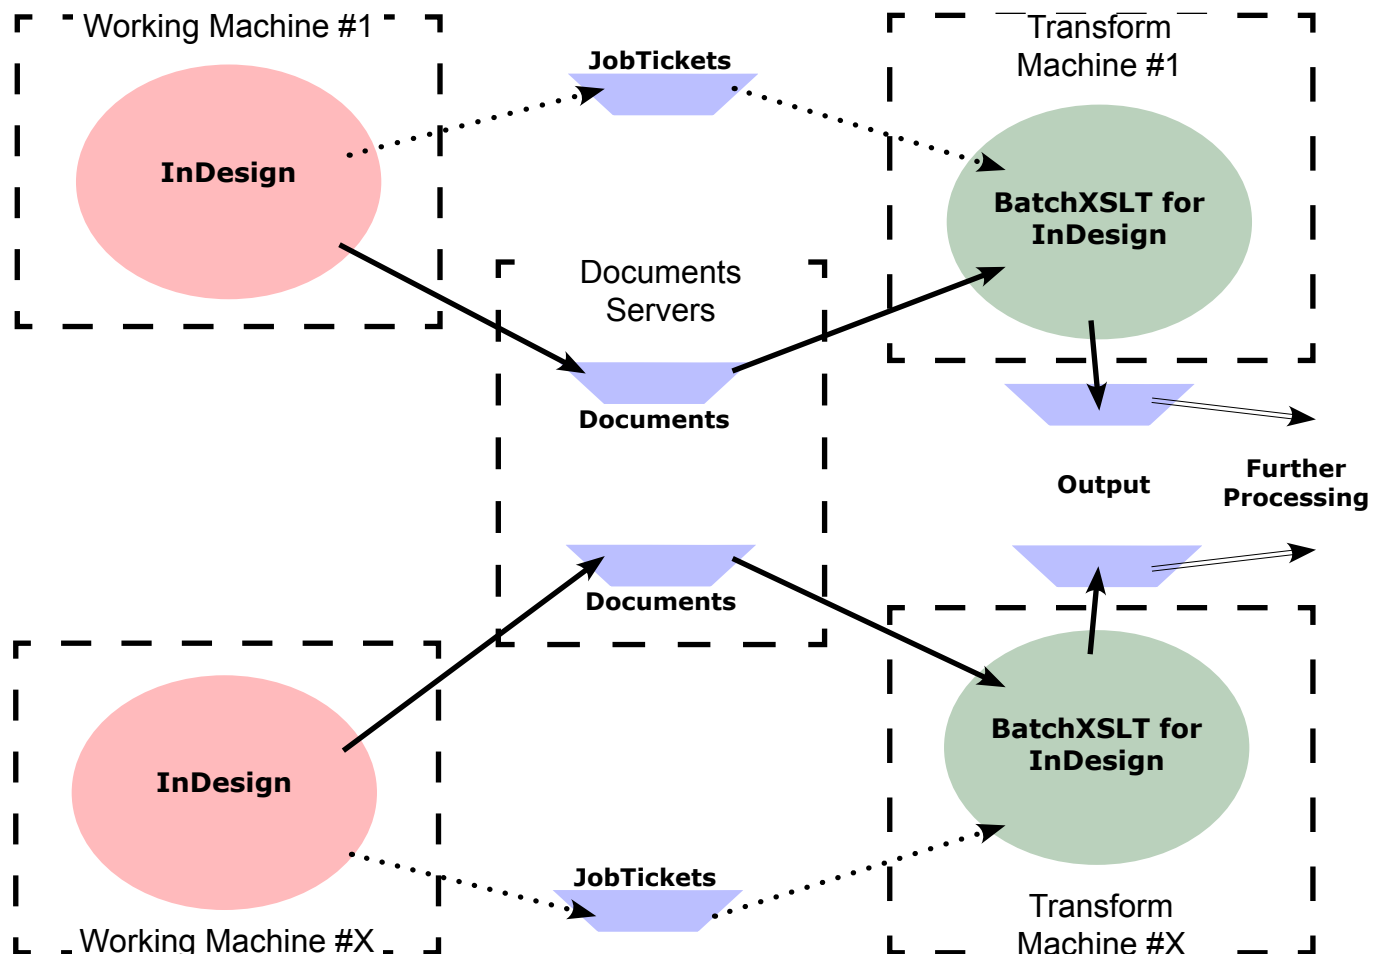 Working Machine #1
JobTickets
Transform
Machine #1
InDesign
BatchXSLT for
InDesign
Documents
Servers
Documents
Output
Further
Processing
Documents
InDesign
BatchXSLT for
InDesign
JobTickets
Working Machine #X
Transform
Machine #X